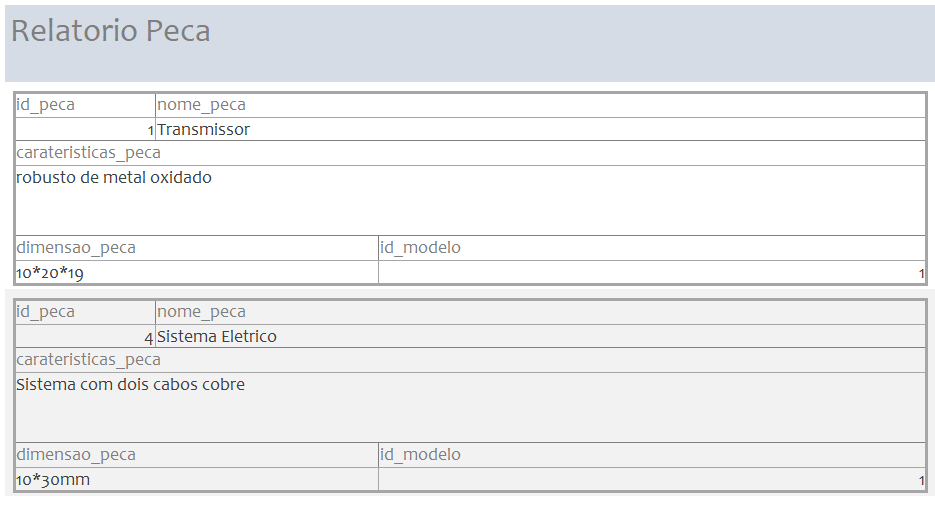 Relatorio Peca
id_peca nome_peca
1 Transmissor
carateristicas_peca
robusto de metal oxidado
dimensao_peca id_modelo
10*20*19 1
id_peca nome_peca
4 Sistema Eletrico
carateristicas_peca
Sistema com dois cabos cobre
dimensao_peca id_modelo
10*30mm 1